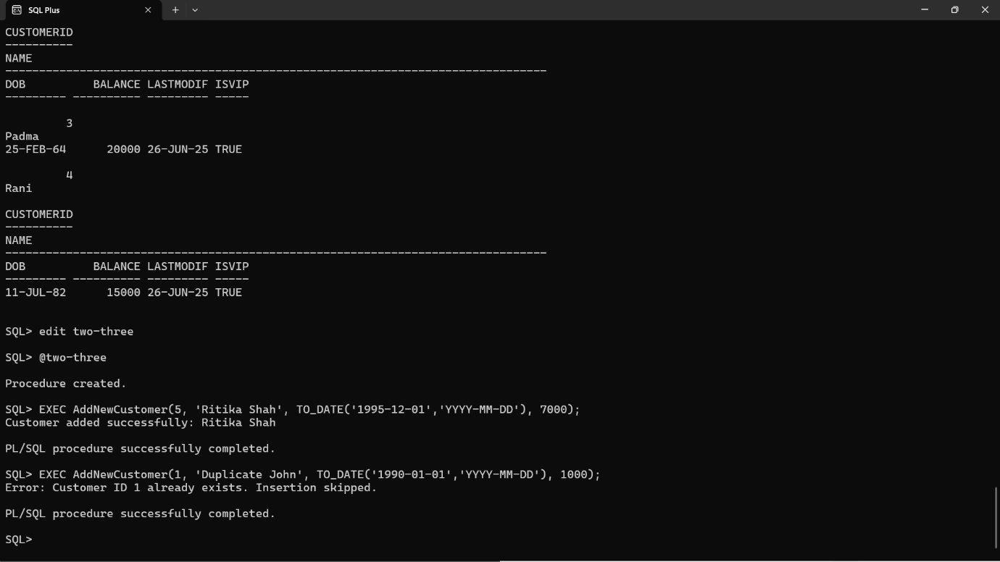 SQL Plus
CUSTOMERID
----------
NAME
--------------------------------------------------------------------------------
DOB          BALANCE LASTMODIF ISVIP
--------- ---------- --------- -----

         3
Padma
25-FEB-64      20000 26-JUN-25 TRUE

         4
Rani

CUSTOMERID
----------
NAME
--------------------------------------------------------------------------------
DOB          BALANCE LASTMODIF ISVIP
--------- ---------- --------- -----
11-JUL-82      15000 26-JUN-25 TRUE


SQL> edit two-three

SQL> @two-three

Procedure created.

SQL> EXEC AddNewCustomer(5, 'Ritika Shah', TO_DATE('1995-12-01','YYYY-MM-DD'), 7000);
Customer added successfully: Ritika Shah

PL/SQL procedure successfully completed.

SQL> EXEC AddNewCustomer(1, 'Duplicate John', TO_DATE('1990-01-01','YYYY-MM-DD'), 1000);
Error: Customer ID 1 already exists. Insertion skipped.

PL/SQL procedure successfully completed.

SQL>